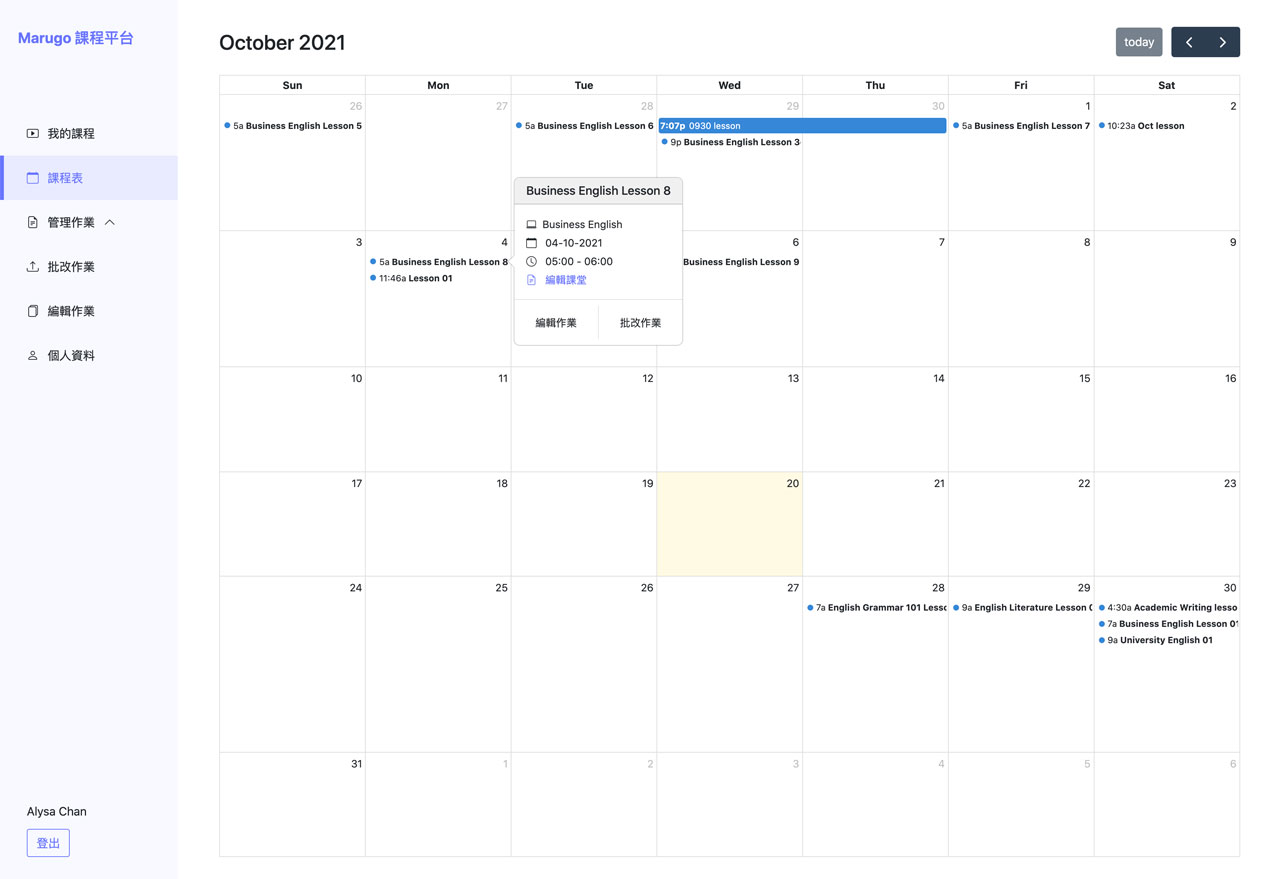 Marugo 課程平台
我的課程
課程表
管理作業
批改作業
編輯作業
個人資料
Alysa Chan
登出
October 2021
today
Sun Mon Tue Wed Thu Fri Sat
26 27 28 29 30 1 2
5a Business English Lesson 5
5a Business English Lesson 6
7:07p 0930 lesson
5a Business English Lesson 7
10:23a Oct lesson
9p Business English Lesson 3
3 4 6 7 8 9
5a Business English Lesson 8
Business English Lesson 9
11:46a Lesson 01
Business English Lesson 8
Business English
04-10-2021
05:00 - 06:00
編輯課堂
編輯作業 批改作業
10 11 12 13 14 15 16
17 18 19 20 21 22 23
24 25 26 27 28 29 30
7a English Grammar 101 Lesso
9a English Literature Lesson
4:30a Academic Writing lesso
7a Business English Lesson 01
9a University English 01
31 1 2 3 4 5 6